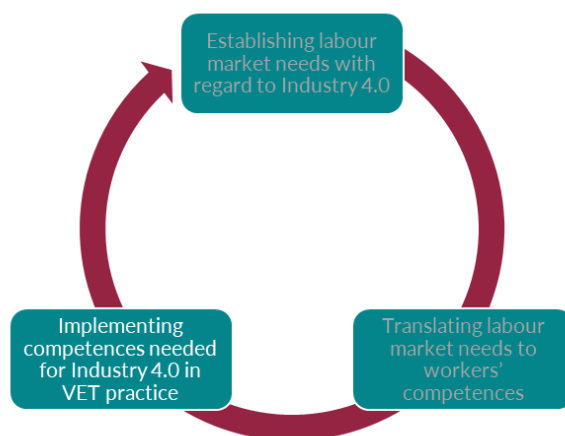 Establishing labour
market needs with
regard to Industry 4.0
Implementing
competences needed
for Industry 4.0 in
VET practice
Translating labour
market needs to
workers’
competences